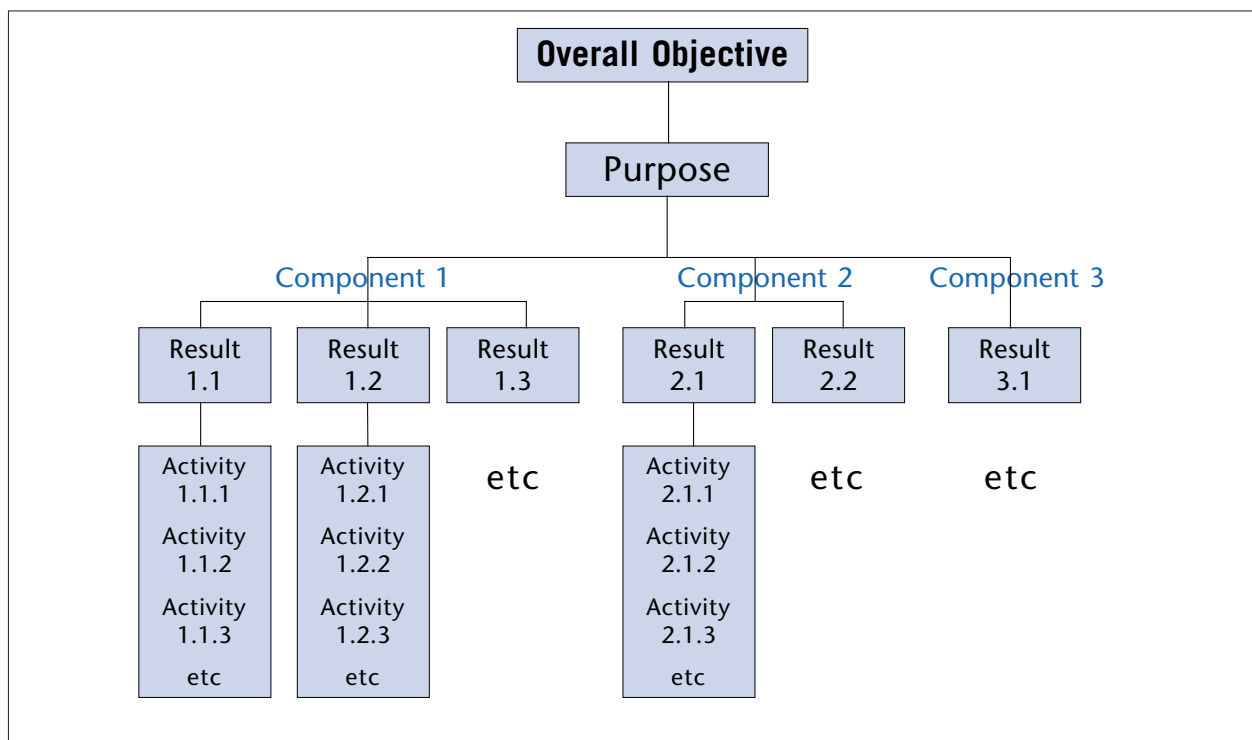 Overall Objective
Purpose
Component 1
Component 2
Component 3
Result
1.1
Result
1.2
Result
1.3
Result
2.1
Result
2.2
Result
3.1
Activity
1.1.1
Activity
1.1.2
Activity
1.1.3
etc
Activity
1.2.1
Activity
1.2.2
Activity
1.2.3
etc
etc
Activity
2.1.1
Activity
2.1.2
Activity
2.1.3
etc
etc
etc